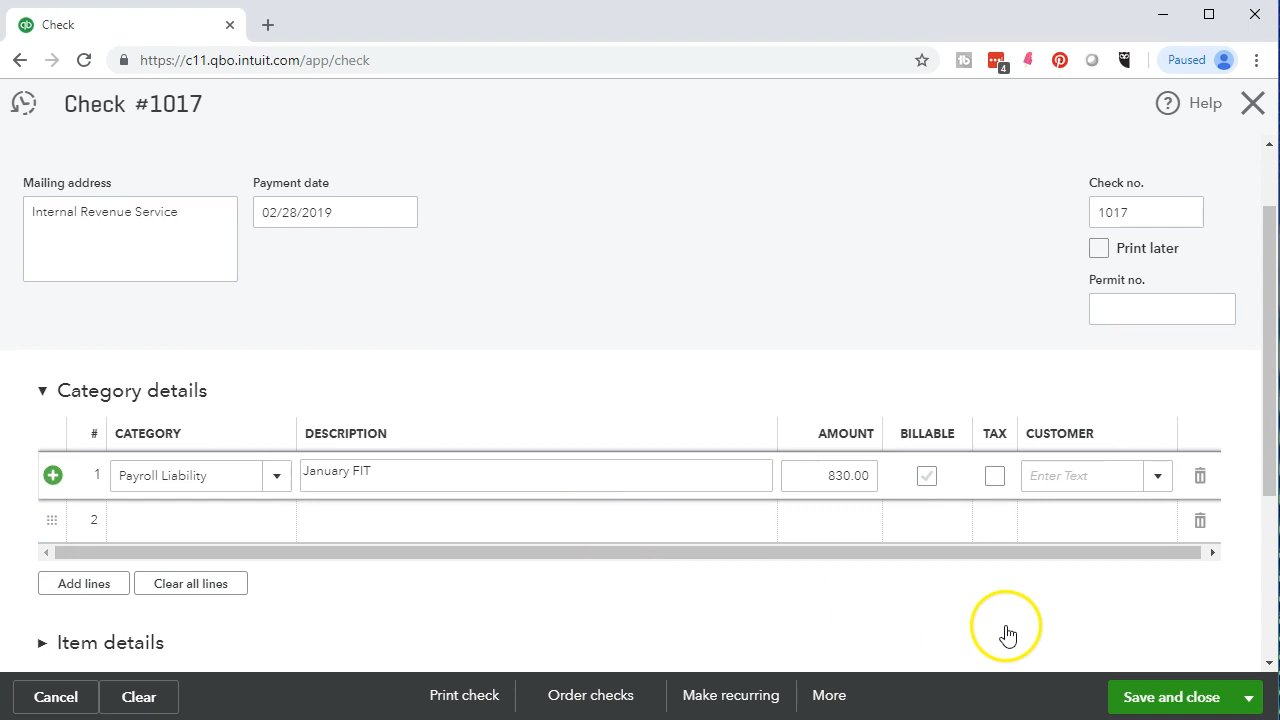 Check
https://c11.qbo.intuit.com/app/check
4
Paused
Check #1017
Help
Mailing address
Payment date
Check no.
Internal Revenue Service
02/28/2019
1017
Print later
Permit no.
Category details
# CATEGORY DESCRIPTION AMOUNT BILLABLE TAX CUSTOMER
1 Payroll Liability January FIT 830.00 Enter Text
2
Add lines Clear all lines
Item details
Cancel Clear Print check Order checks Make recurring More Save and close